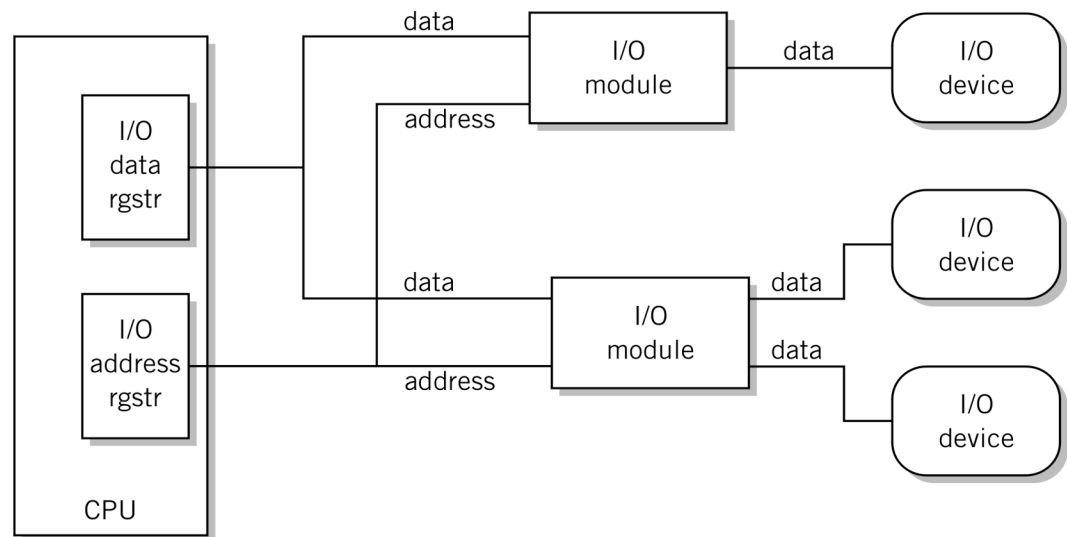 data
I/O
module
data
I/O
device
address
I/O
data
rgstr
I/O
device
data
I/O
module
data
I/O
address
rgstr
address
data
I/O
device
CPU